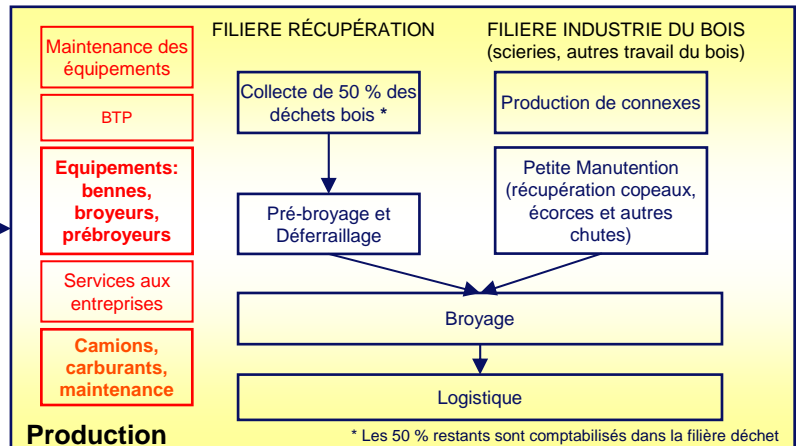 FILIERE RÉCUPÉRATION
FILIERE INDUSTRIE DU BOIS
(scieries, autres travail du bois)
Maintenance des
équipements
BTP
Equipements:
bennes,
broyeurs,
prébroyeurs
Services aux
entreprises
Camions,
carburants,
maintenance
Collecte de 50 % des
déchets bois *
Production de connexes
Pré-broyage et
Déferraillage
Petite Manutention
(récupération copeaux,
écorces et autres
chutes)
Broyage
Logistique
Production
* Les 50 % restants sont comptabilisés dans la filière déchet